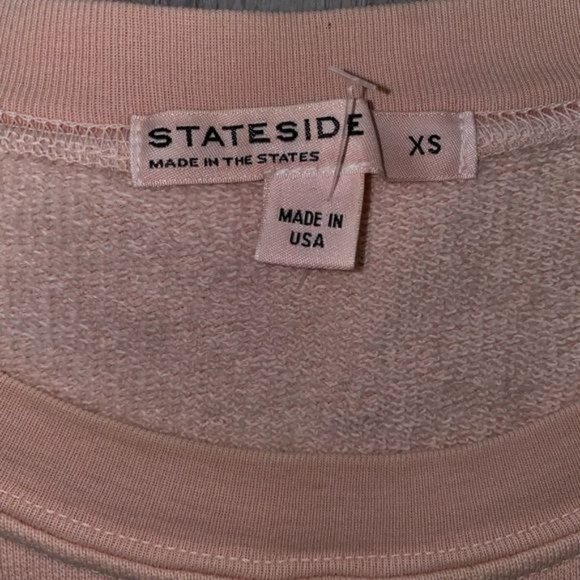 STATESIDE
MADE IN THE STATES
XS
MADE IN
USA